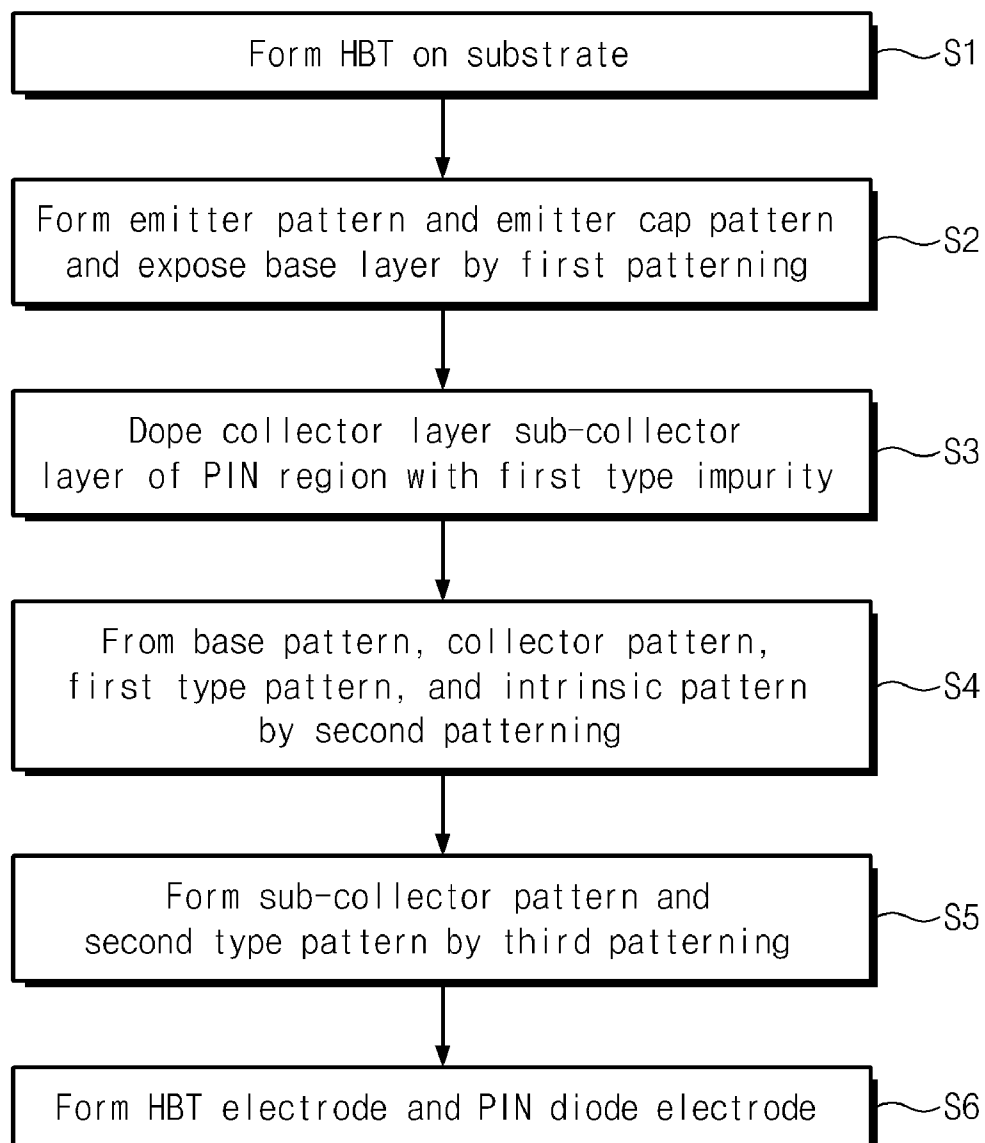 Form HBT on substrate
S1
Form emitter pattern and emitter cap pattern
and expose base layer by first patterning
S2
Dope collector layer sub-collector
layer of PIN region with first type impurity
S3
From base pattern, collector pattern,
first type pattern, and intrinsic pattern
by second patterning
S4
Form sub-collector pattern and
second type pattern by third patterning
S5
Form HBT electrode and PIN diode electrode
S6